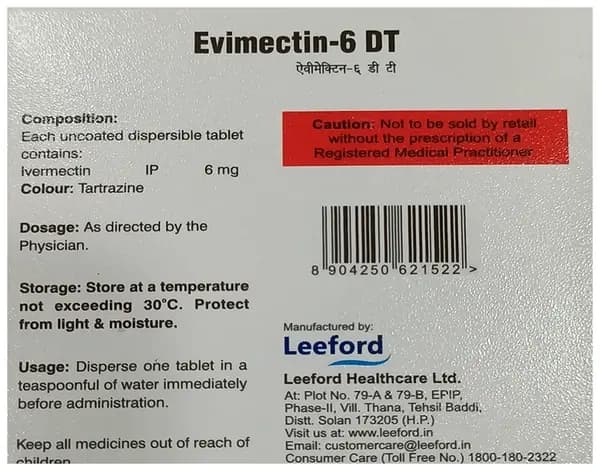 Evimectin-6 DT
ऐवीमेक्टिन-६ डी टी
Composition:
Each uncoated dispersible tablet
contains:
Ivermectin IP 6 mg
Colour: Tartrazine
Dosage: As directed by the
Physician.
Storage: Store at a temperature
not exceeding 30°C. Protect
from light & moisture.
Usage: Disperse one tablet in a
teaspoonful of water immediately
before administration.
Keep all medicines out of reach of
children
Caution: Not to be sold by retail
without the prescription of a
Registered Medical Practitioner
8 904250 621522 >
Manufactured by:
Leeford
Leeford Healthcare Ltd.
At: Plot No. 79-A & 79-B, EPIP,
Phase-II, Vill. Thana, Tehsil Baddi,
Distt. Solan 173205 (H.P.)
Visit us at: www.leeford.in
Email: customercare@leeford.in
Consumer Care (Toll Free No.) 1800-180-2322